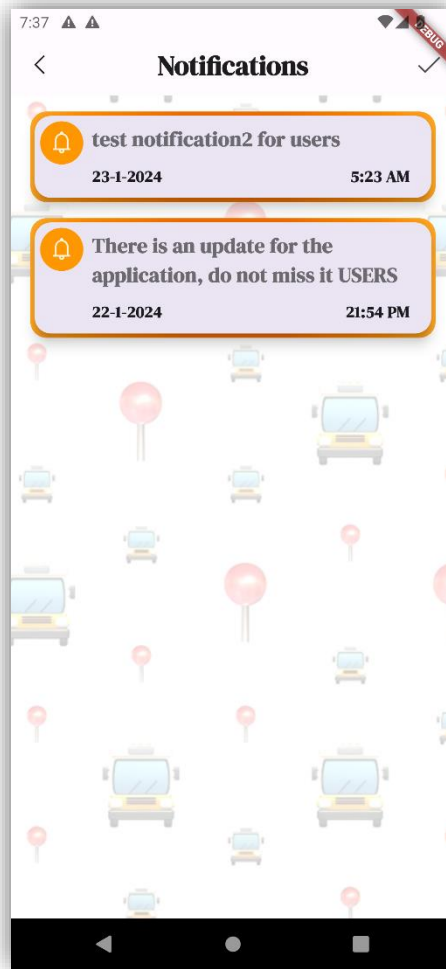 7:37
DEBUG
Notifications
test notification2 for users
23-1-2024 5:23 AM
There is an update for the
application, do not miss it USERS
22-1-2024 21:54 PM